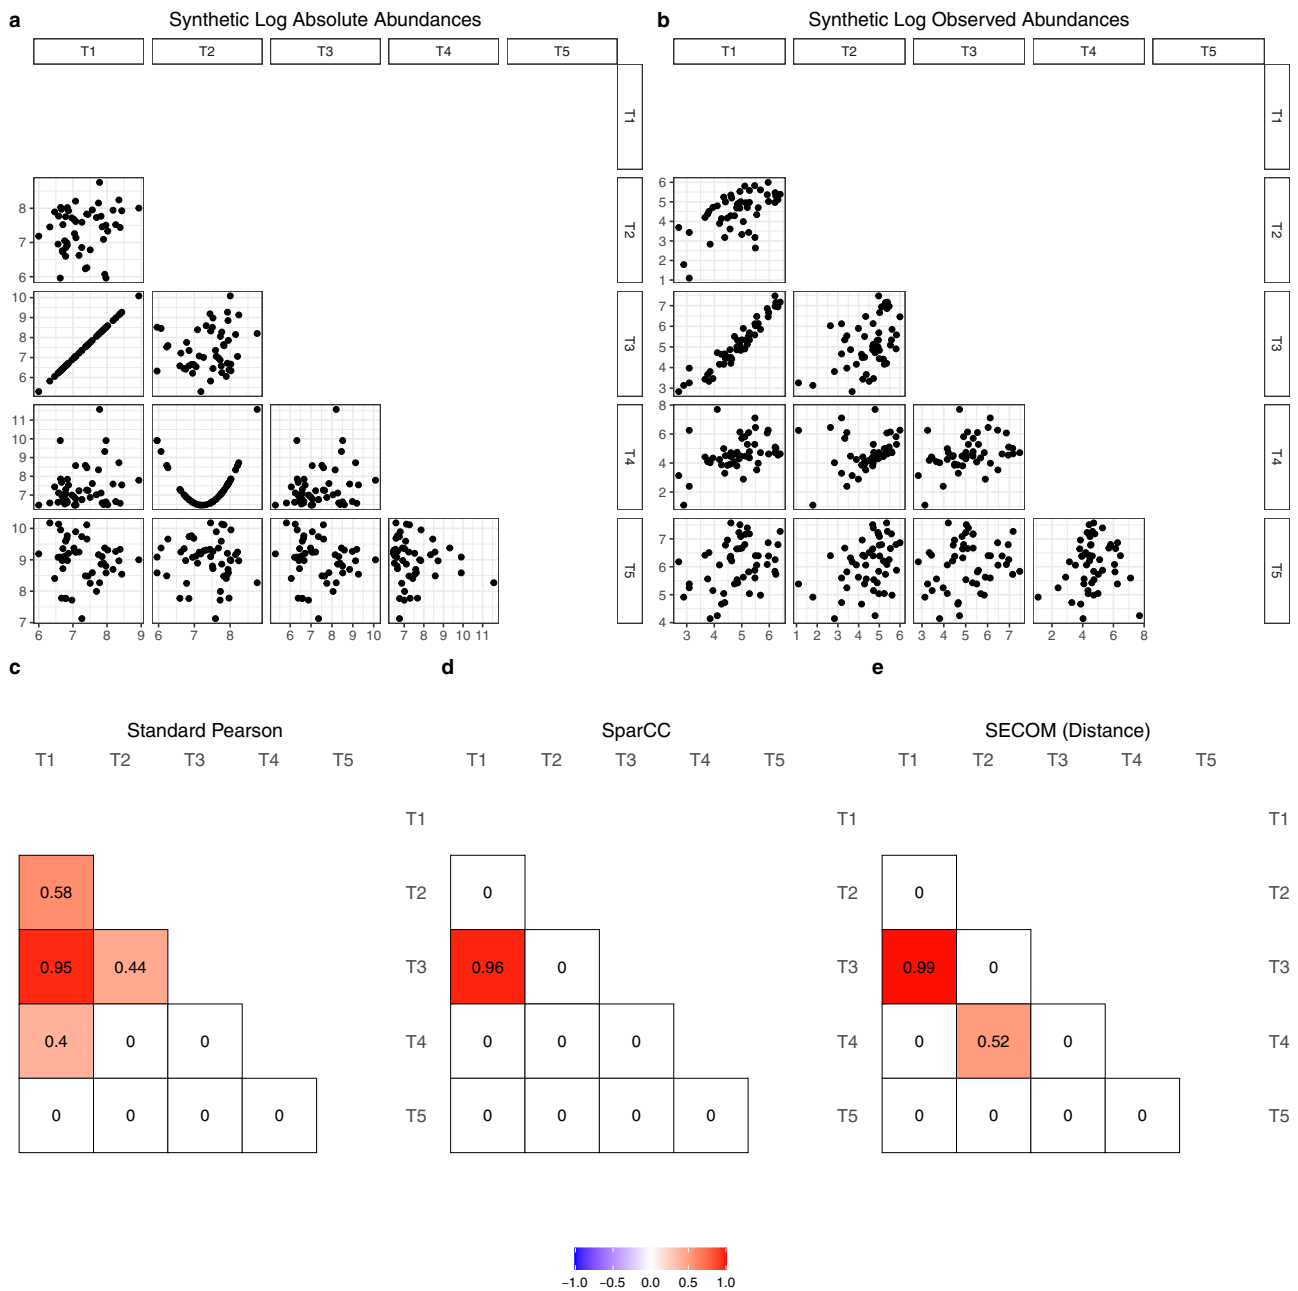 a Synthetic Log Absolute Abundances
T1 T2 T3 T4 T5
T1
8
7
6
T2
10
9
8
7
6
T3
11
10
9
8
7
T4
10
9
8
7
T5
6 7 8 9 6 7 8 6 7 8 9 10 7 8 9 10 11
b Synthetic Log Observed Abundances
T1 T2 T3 T4 T5
T1
6
5
4
3
2
1
T2
7
6
5
4
3
T3
8
6
4
2
T4
7
6
5
4
T5
3 4 5 6 1 2 3 4 5 6 3 4 5 6 7 2 4 6 8
c
Standard Pearson
T1 T2 T3 T4 T5
T1
0.58 T2
0.95 0.44 T3
0.4 0 0 T4
0 0 0 0 T5
d
SparCC
T1 T2 T3 T4 T5
T1
0 T2
0.96 0 T3
0 0 0 T4
0 0 0 0 T5
e
SECOM (Distance)
T1 T2 T3 T4 T5
T1
0 T2
0.99 0 T3
0 0.52 0 T4
0 0 0 0 T5
−1.0 −0.5 0.0 0.5 1.0